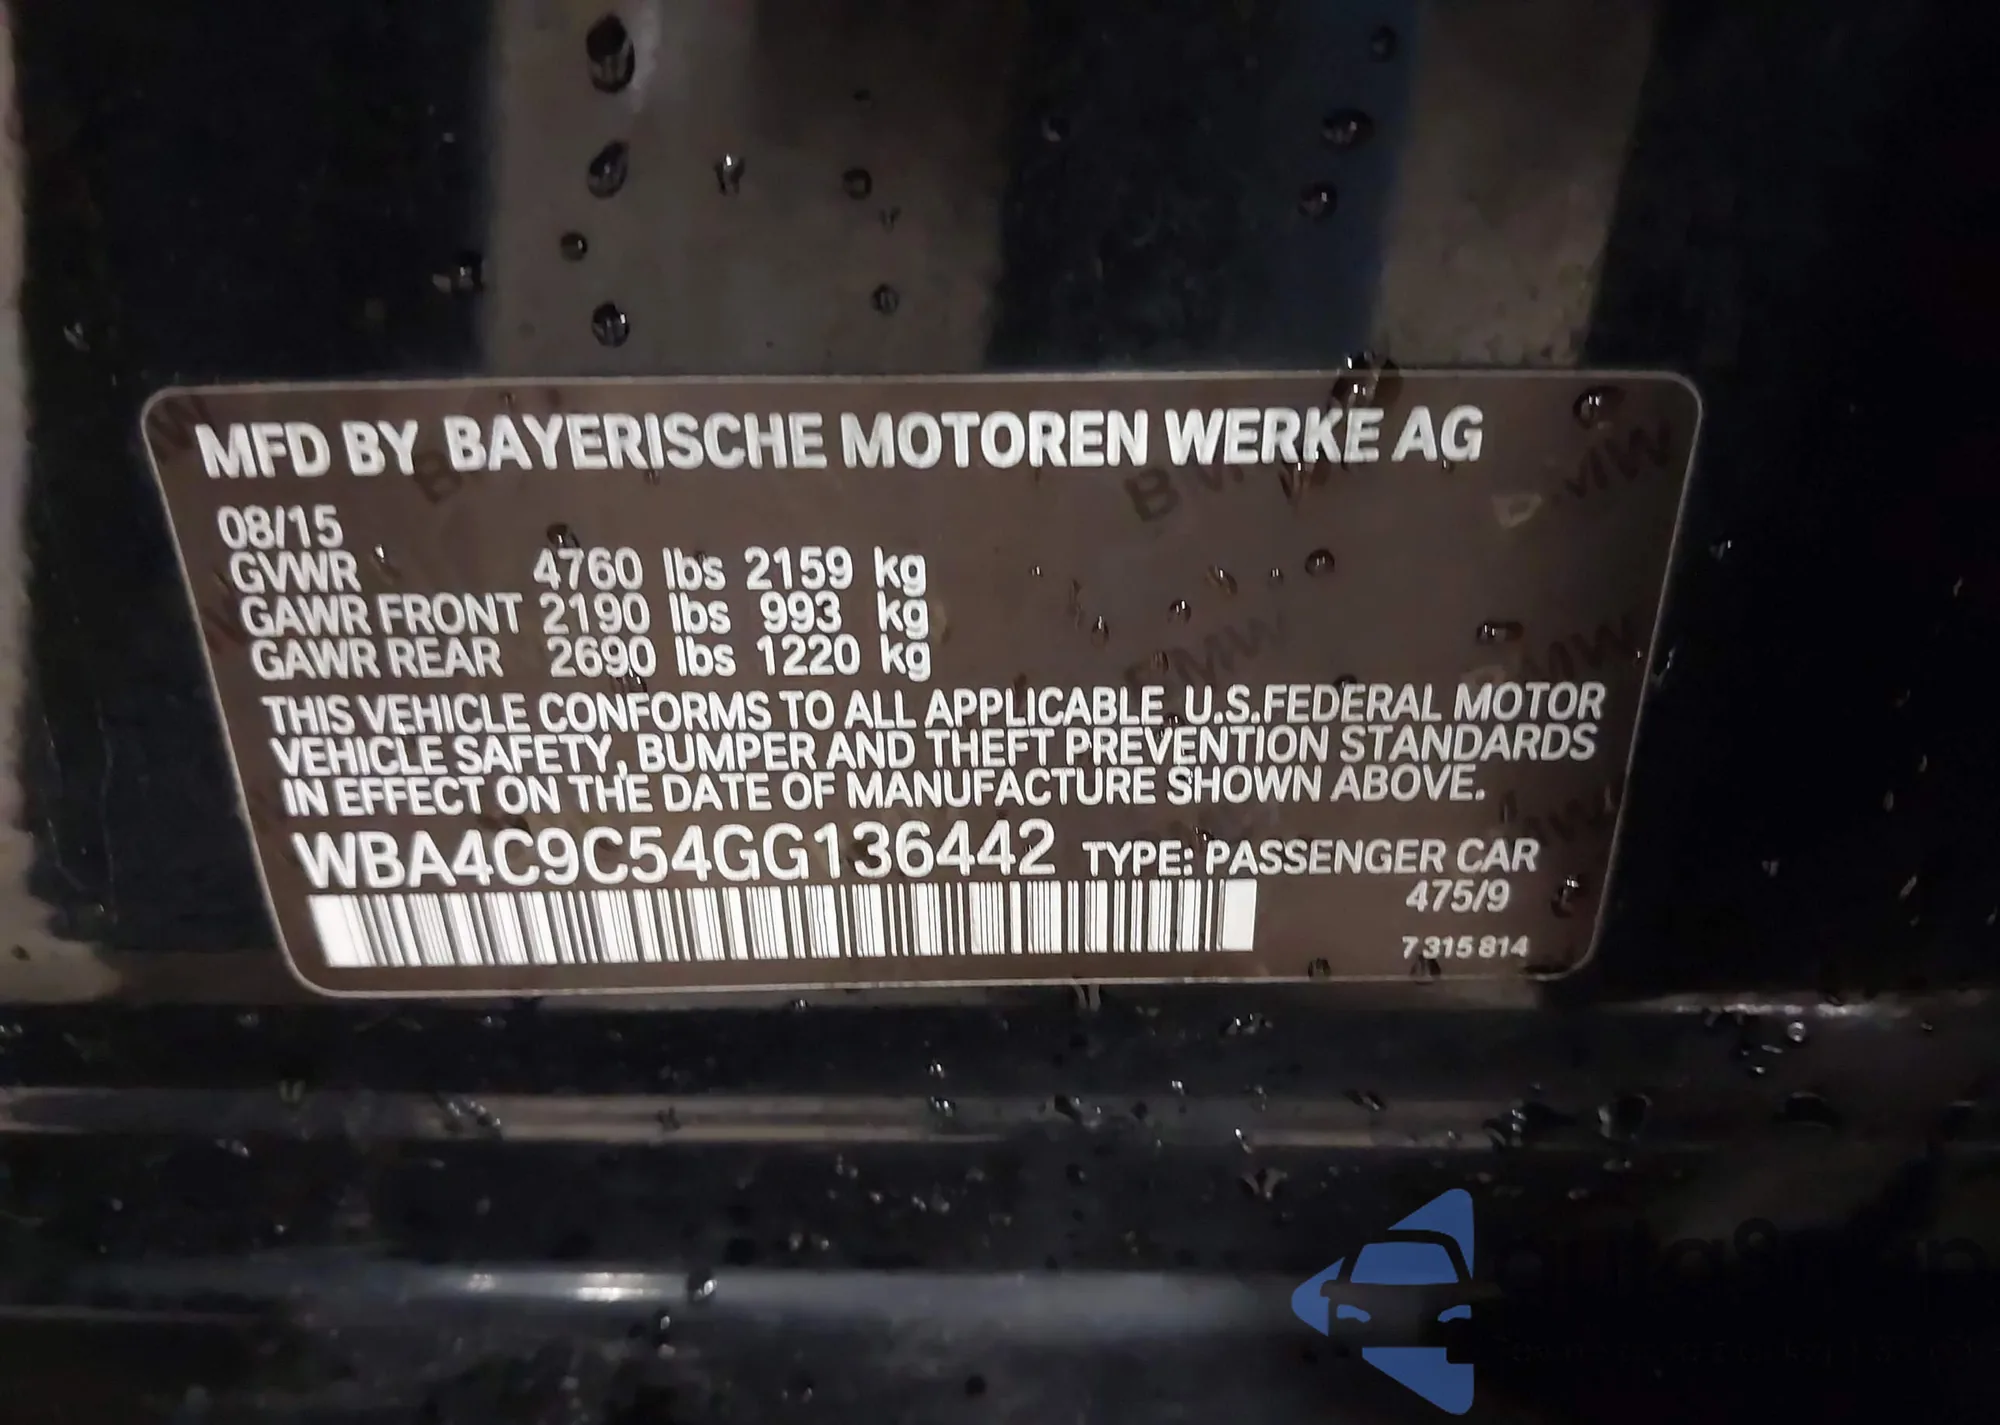 MFD BY BAYERISCHE MOTOREN WERKE AG
08/15
GVWR 4760 lbs 2159 kg
GAWR FRONT 2190 lbs 993 kg
GAWR REAR 2690 lbs 1220 kg
THIS VEHICLE CONFORMS TO ALL APPLICABLE U.S.FEDERAL MOTOR
VEHICLE SAFETY, BUMPER AND THEFT PREVENTION STANDARDS
IN EFFECT ON THE DATE OF MANUFACTURE SHOWN ABOVE.
WBA4C9C54GG136442 TYPE: PASSENGER CAR
475/9
7 315 814